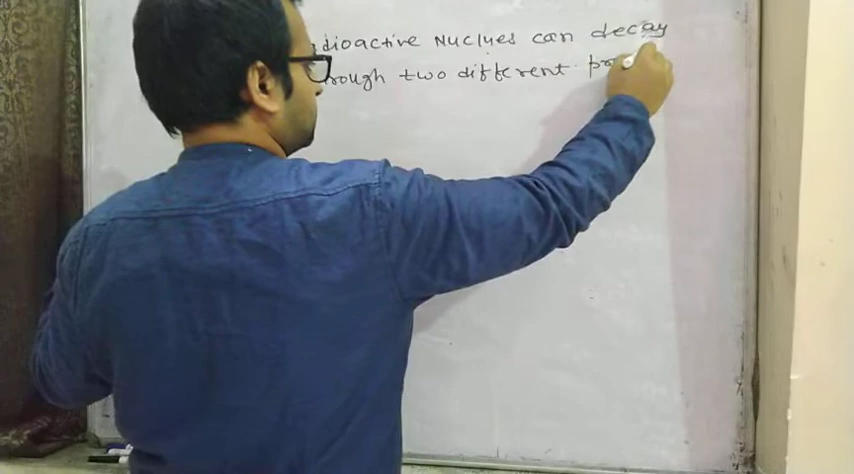 dioactive Nuclues can decay
rough two different pro